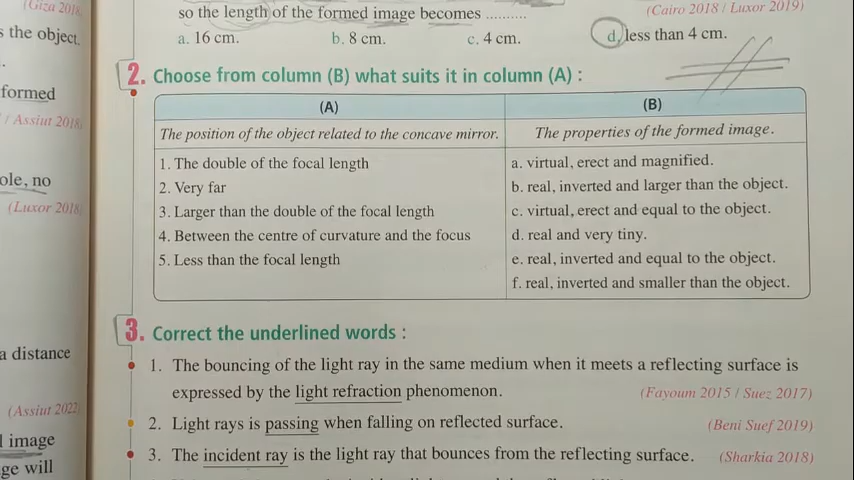 (Giza 2018
s the object.
formed
/ Assiut 2018)
ole, no
(Luxor 2018)
a distance
(Assiut 2022)
l image
ge will
so the length of the formed image becomes ..........
(Cairo 2018 / Luxor 2019)
a. 16 cm. b. 8 cm. c. 4 cm. d. less than 4 cm.
2. Choose from column (B) what suits it in column (A) :
(A) (B)
The position of the object related to the concave mirror. The properties of the formed image.
1. The double of the focal length a. virtual, erect and magnified.
2. Very far b. real, inverted and larger than the object.
3. Larger than the double of the focal length c. virtual, erect and equal to the object.
4. Between the centre of curvature and the focus d. real and very tiny.
5. Less than the focal length e. real, inverted and equal to the object.
f. real, inverted and smaller than the object.
3. Correct the underlined words :
1. The bouncing of the light ray in the same medium when it meets a reflecting surface is
expressed by the light refraction phenomenon. (Fayoum 2015 / Suez 2017)
2. Light rays is passing when falling on reflected surface. (Beni Suef 2019)
3. The incident ray is the light ray that bounces from the reflecting surface. (Sharkia 2018)